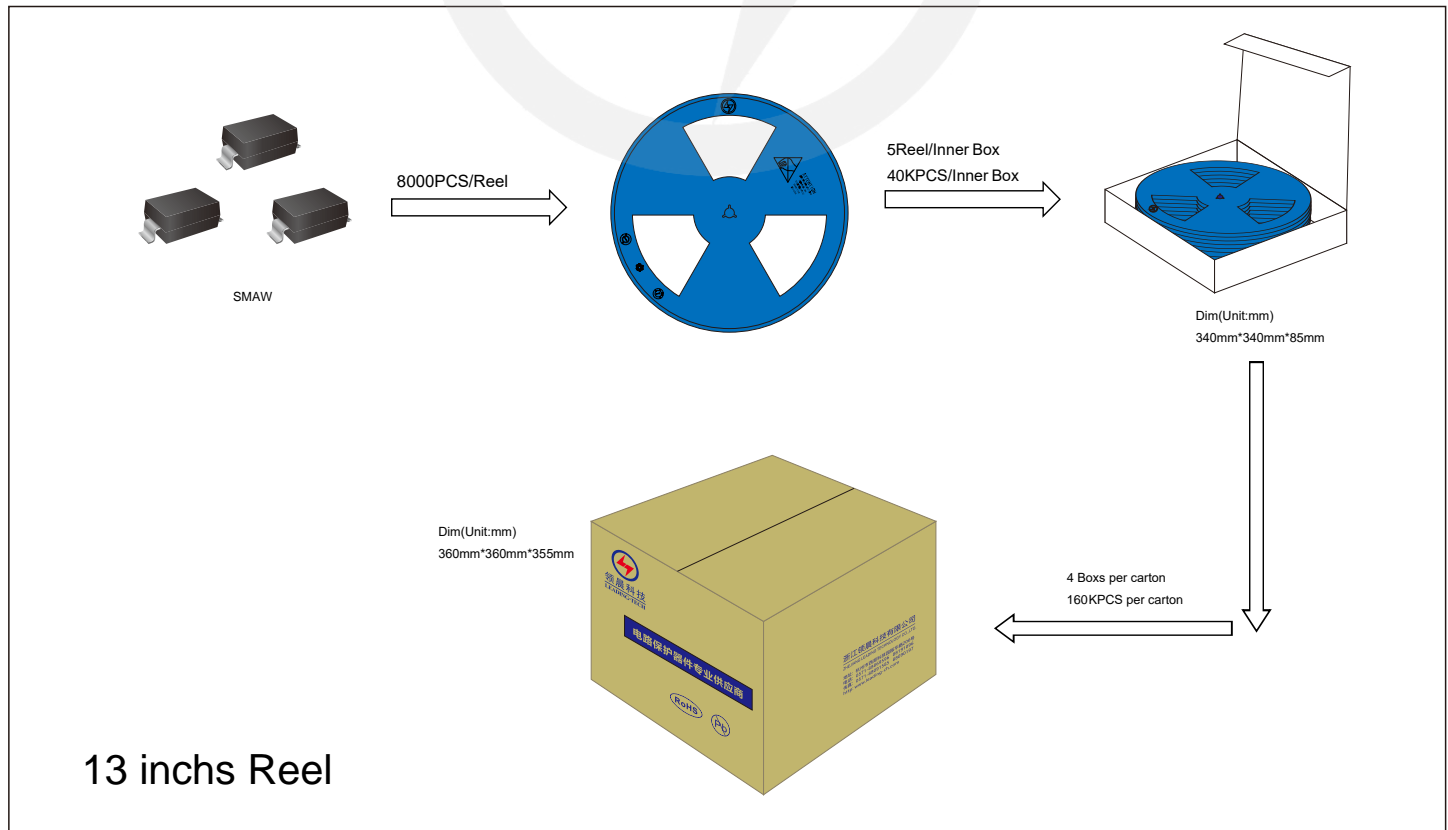 8000PCS/Reel
SMAW
5Reel/Inner Box
40KPCS/Inner Box
Dim(Unit:mm)
340mm*340mm*85mm
4 Boxs per carton
160KPCS per carton
Dim(Unit:mm)
360mm*360mm*355mm
领晨科技
LEADING-TECH
电路保护器件专业供应商
RoHS
Pb
浙江领晨科技有限公司
13 inchs Reel